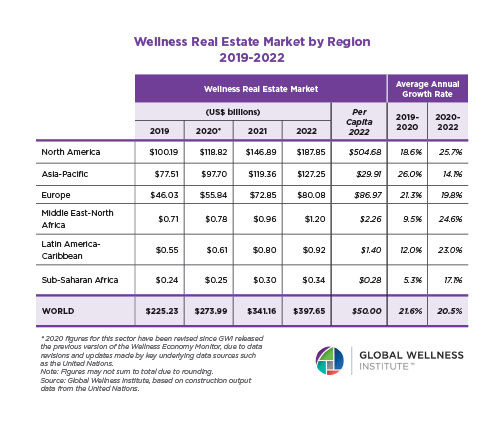 Wellness Real Estate Market by Region
2019-2022
Wellness Real Estate Market
Average Annual
Growth Rate
(US$ billions)
Per
Capita
2022
2019-
2020
2020-
2022
2019 2020* 2021 2022
North America $100.19 $118.82 $146.89 $187.85 $504.68 18.6% 25.7%
Asia-Pacific $77.51 $97.70 $119.36 $127.25 $29.91 26.0% 14.1%
Europe $46.03 $55.84 $72.85 $80.08 $86.97 21.3% 19.8%
Middle East-North
Africa $0.71 $0.78 $0.96 $1.20 $2.26 9.5% 24.6%
Latin America-
Caribbean $0.55 $0.61 $0.80 $0.92 $1.40 12.0% 23.0%
Sub-Saharan Africa $0.24 $0.25 $0.30 $0.34 $0.28 5.3% 17.1%
WORLD $225.23 $273.99 $341.16 $397.65 $50.00 21.6% 20.5%
* 2020 figures for this sector have been revised since GWI released
the previous version of the Wellness Economy Monitor, due to data
revisions and updates made by key underlying data sources such
as the United Nations.
Note: Figures may not sum to total due to rounding.
Source: Global Wellness Institute, based on construction output
data from the United Nations.
GLOBAL WELLNESS
INSTITUTE™